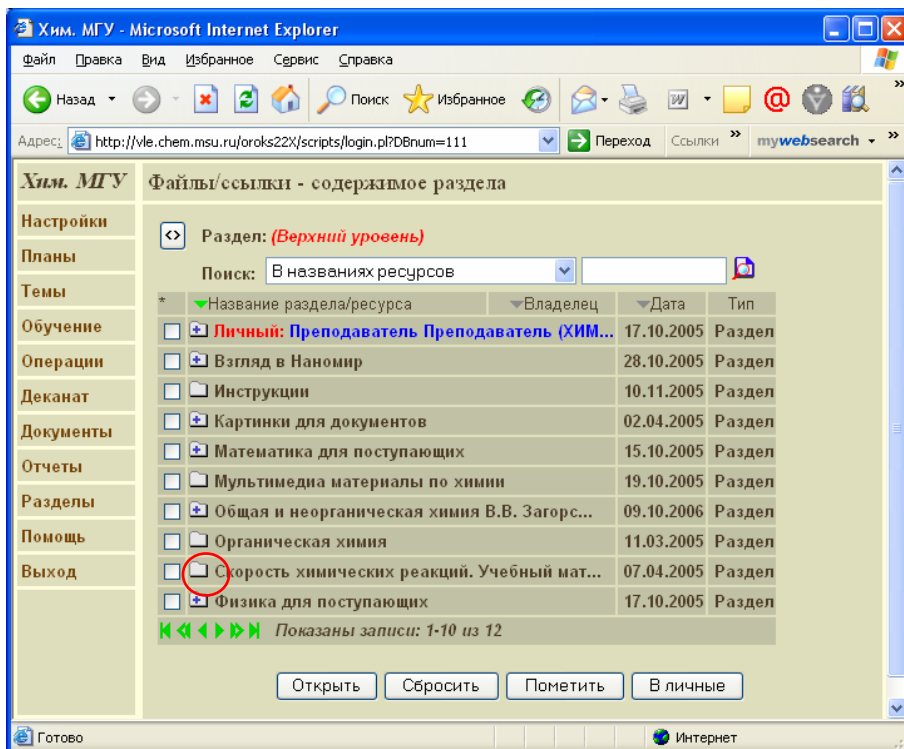 Хим. МГУ - Microsoft Internet Explorer
Файл Правка Вид Избранное Сервис Справка
Назад Поиск Избранное »
Адрес: http://vle.chem.msu.ru/oroks22X/scripts/login.pl?DBnum=111 Переход Ссылки » mywebsearch »
Хим. МГУ Файлы/ссылки - содержимое раздела
Настройки
Планы
Темы
Обучение
Операции
Деканат
Документы
Отчеты
Разделы
Помощь
Выход
<> Раздел: (Верхний уровень)
Поиск: В названиях ресурсов
* Название раздела/ресурса Владелец Дата Тип
Личный: Преподаватель Преподаватель (ХИМ... 17.10.2005 Раздел
Взгляд в Наномир 28.10.2005 Раздел
Инструкции 10.11.2005 Раздел
Картинки для документов 02.04.2005 Раздел
Математика для поступающих 15.10.2005 Раздел
Мультимедиа материалы по химии 19.10.2005 Раздел
Общая и неорганическая химия В.В. Загорс... 09.10.2006 Раздел
Органическая химия 11.03.2005 Раздел
Скорость химических реакций. Учебный мат... 07.04.2005 Раздел
Физика для поступающих 17.10.2005 Раздел
Показаны записи: 1-10 из 12
Открыть Сбросить Пометить В личные
Готово Интернет